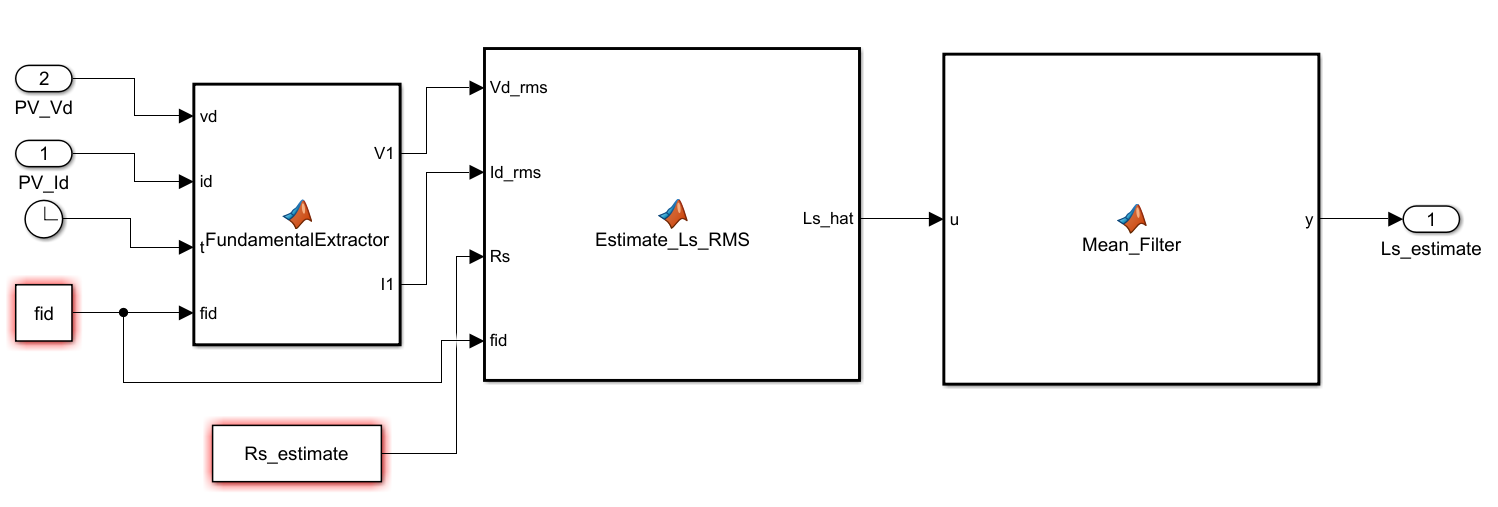 2
PV_Vd
1
PV_Id
fid
vd
id
t
fid
FundamentalExtractor
V1
I1
Rs_estimate
Vd_rms
Id_rms
Rs
fid
Estimate_Ls_RMS
Ls_hat
u
Mean_Filter
y
1
Ls_estimate